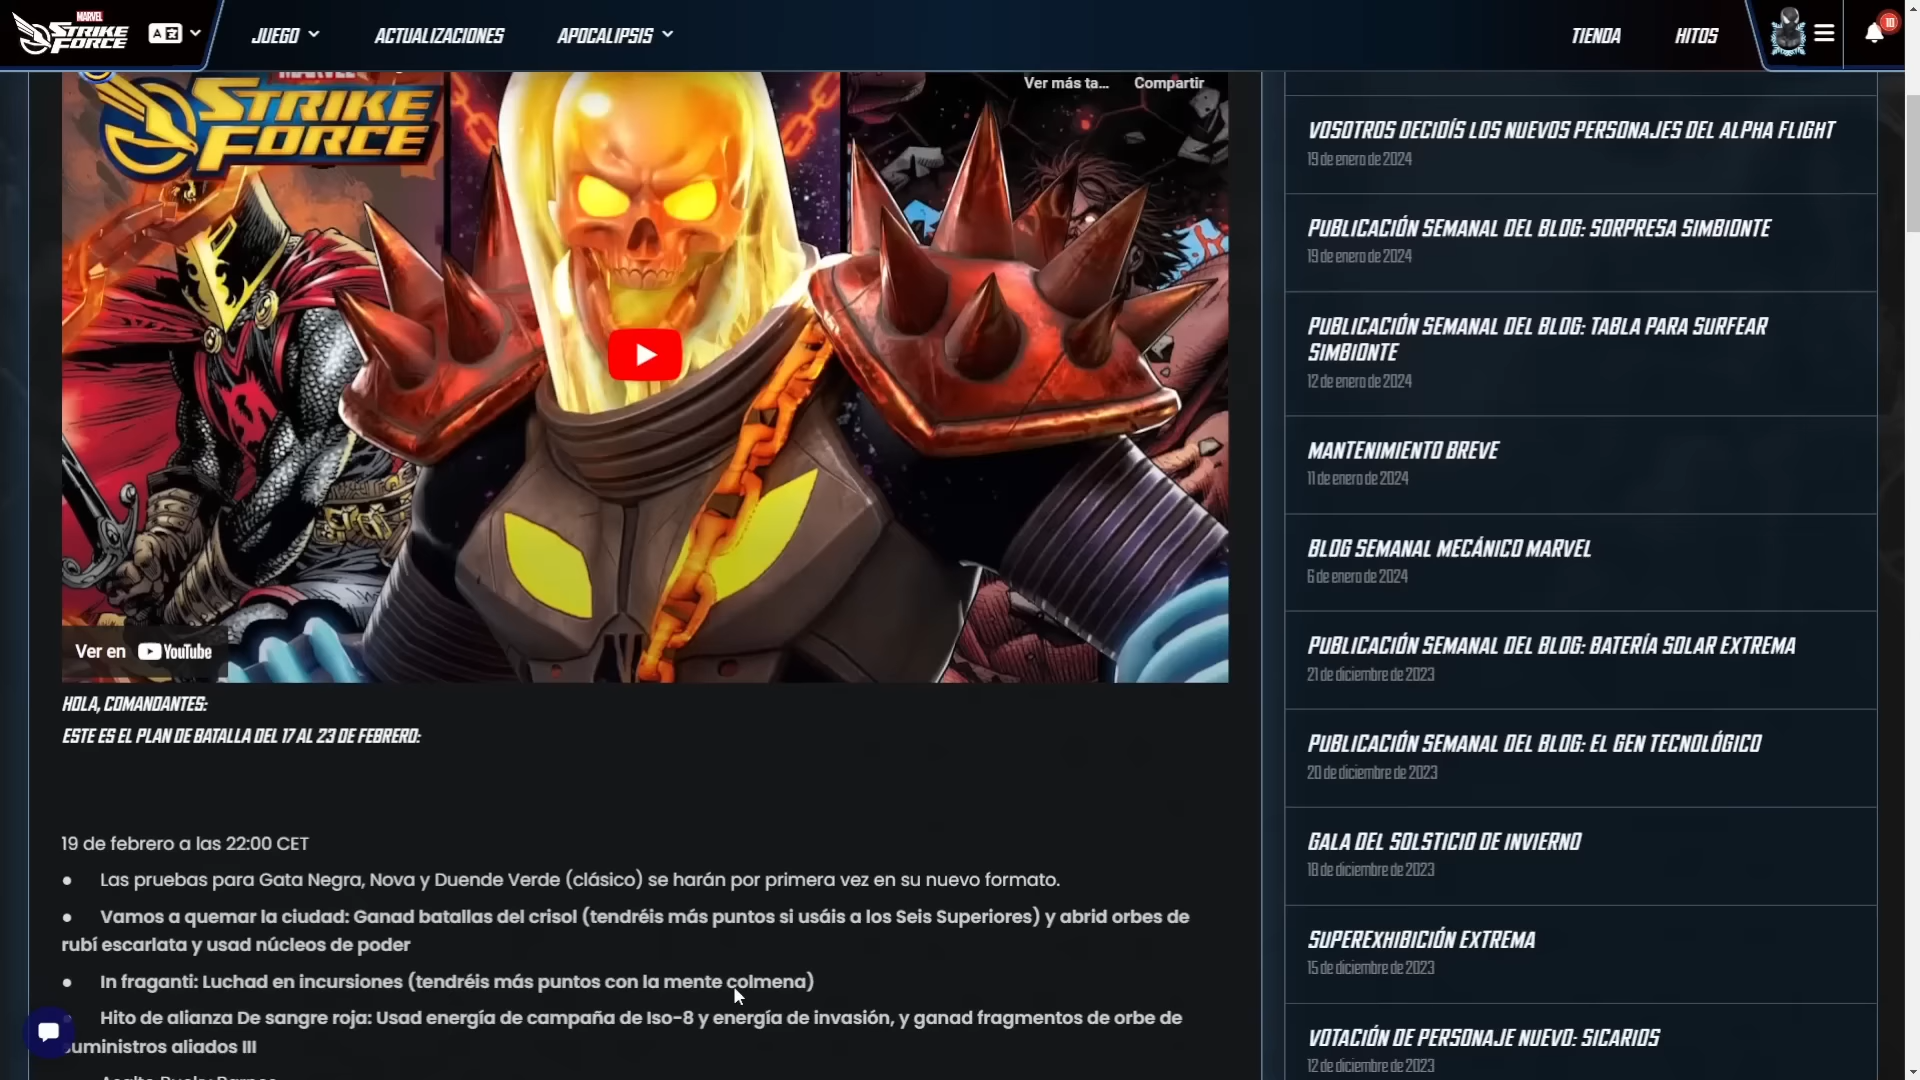 MARVEL
STRIKE
FORCE
JUEGO
ACTUALIZACIONES
APOCALIPSIS
TIENDA
HITOS
10
STRIKE
FORCE
Ver más ta...
Compartir
Ver en YouTube
HOLA, COMANDANTES:
ESTE ES EL PLAN DE BATALLA DEL 17 AL 23 DE FEBRERO:
19 de febrero a las 22:00 CET
● Las pruebas para Gata Negra, Nova y Duende Verde (clásico) se harán por primera vez en su nuevo formato.
● Vamos a quemar la ciudad: Ganad batallas del crisol (tendréis más puntos si usáis a los Seis Superiores) y abrid orbes de
rubí escarlata y usad núcleos de poder
● In fraganti: Luchad en incursiones (tendréis más puntos con la mente colmena)
Hito de alianza De sangre roja: Usad energía de campaña de Iso-8 y energía de invasión, y ganad fragmentos de orbe de
suministros aliados III
VOSOTROS DECIDÍS LOS NUEVOS PERSONAJES DEL ALPHA FLIGHT
19 de enero de 2024
PUBLICACIÓN SEMANAL DEL BLOG: SORPRESA SIMBIONTE
19 de enero de 2024
PUBLICACIÓN SEMANAL DEL BLOG: TABLA PARA SURFEAR
SIMBIONTE
12 de enero de 2024
MANTENIMIENTO BREVE
11 de enero de 2024
BLOG SEMANAL MECÁNICO MARVEL
6 de enero de 2024
PUBLICACIÓN SEMANAL DEL BLOG: BATERÍA SOLAR EXTREMA
21 de diciembre de 2023
PUBLICACIÓN SEMANAL DEL BLOG: EL GEN TECNOLÓGICO
20 de diciembre de 2023
GALA DEL SOLSTICIO DE INVIERNO
18 de diciembre de 2023
SUPEREXHIBICIÓN EXTREMA
15 de diciembre de 2023
VOTACIÓN DE PERSONAJE NUEVO: SICARIOS
12 de diciembre de 2023